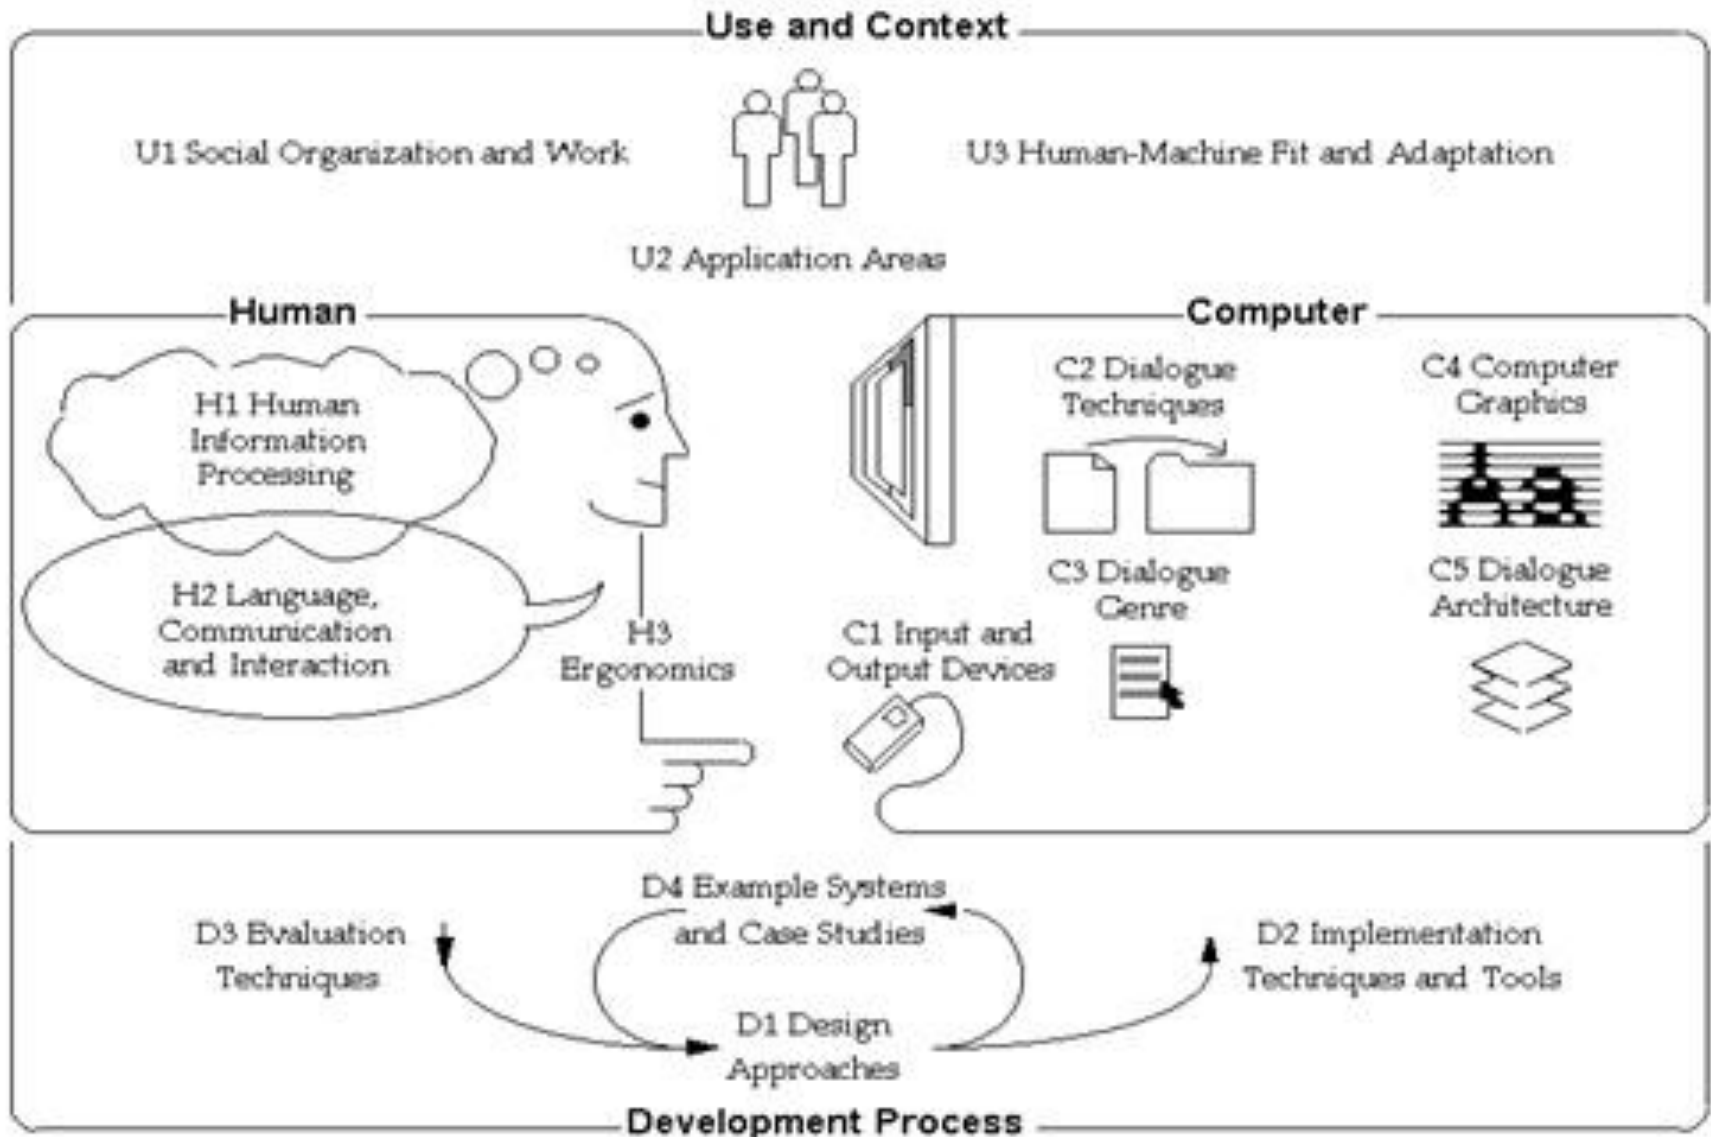 Use and Context
U1 Social Organization and Work
U3 Human-Machine Fit and Adaptation
U2 Application Areas
Human
H1 Human
Information
Processing
H2 Language,
Communication
and Interaction
H3
Ergonomics
Computer
C1 Input and
Output Devices
C2 Dialogue
Techniques
C3 Dialogue
Genre
C4 Computer
Graphics
Aa
C5 Dialogue
Architecture
D3 Evaluation
Techniques
D4 Example Systems
and Case Studies
D1 Design
Approaches
D2 Implementation
Techniques and Tools
Development Process